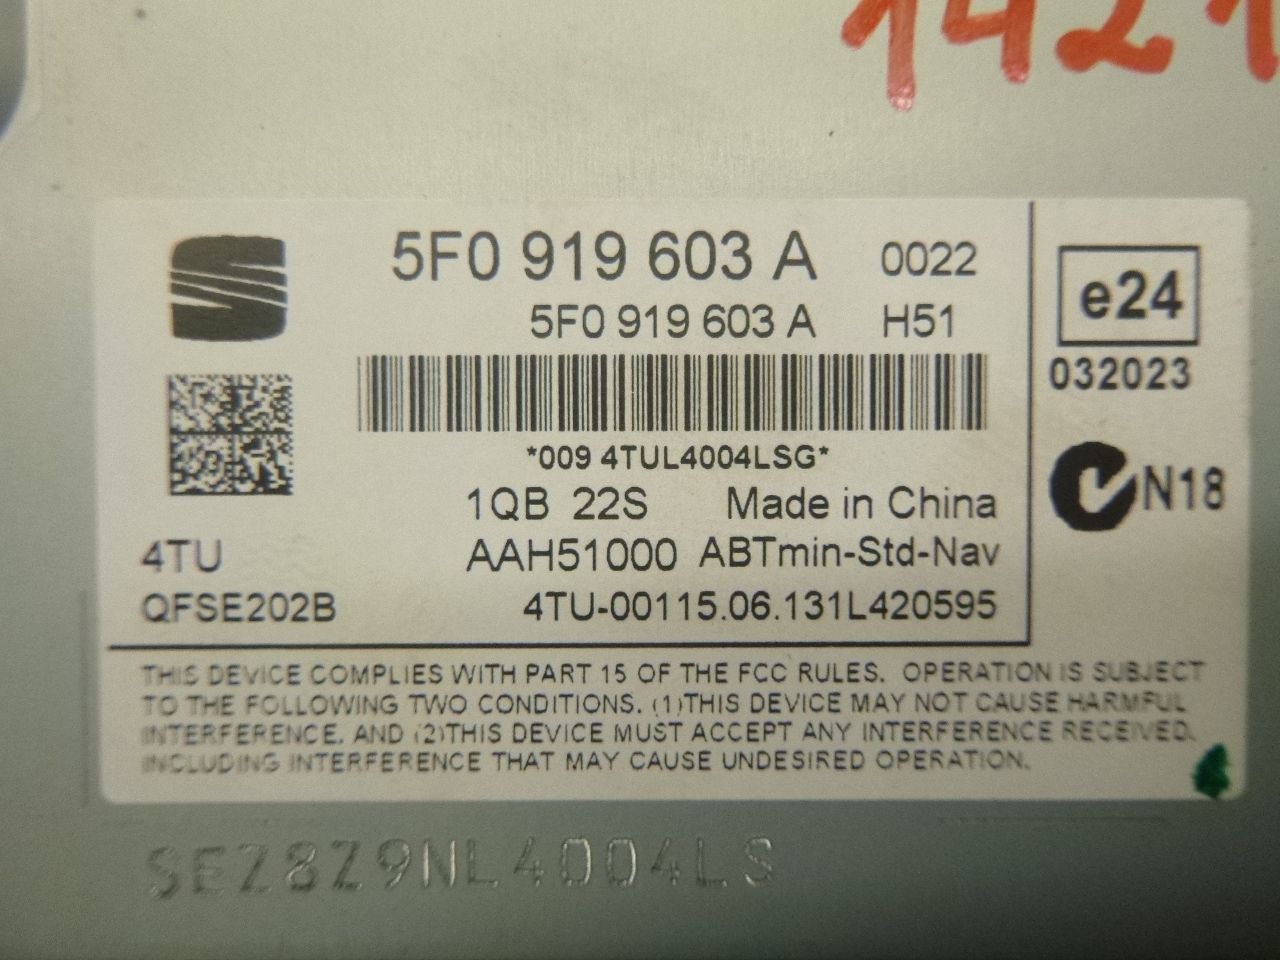 1421
5F0 919 603 A 0022
5F0 919 603 A H51
e24
032023
*009 4TUL4004LSG*
N18
1QB 22S Made in China
4TU AAH51000 ABTmin-Std-Nav
QFSE202B 4TU-00115.06.131L420595
THIS DEVICE COMPLIES WITH PART 15 OF THE FCC RULES. OPERATION IS SUBJECT
TO THE FOLLOWING TWO CONDITIONS. (1)THIS DEVICE MAY NOT CAUSE HARMFUL
INTERFERENCE. AND (2)THIS DEVICE MUST ACCEPT ANY INTERFERENCE RECEIVED.
INCLUDING INTERFERENCE THAT MAY CAUSE UNDESIRED OPERATION.
SEZ8Z9NL4004LS